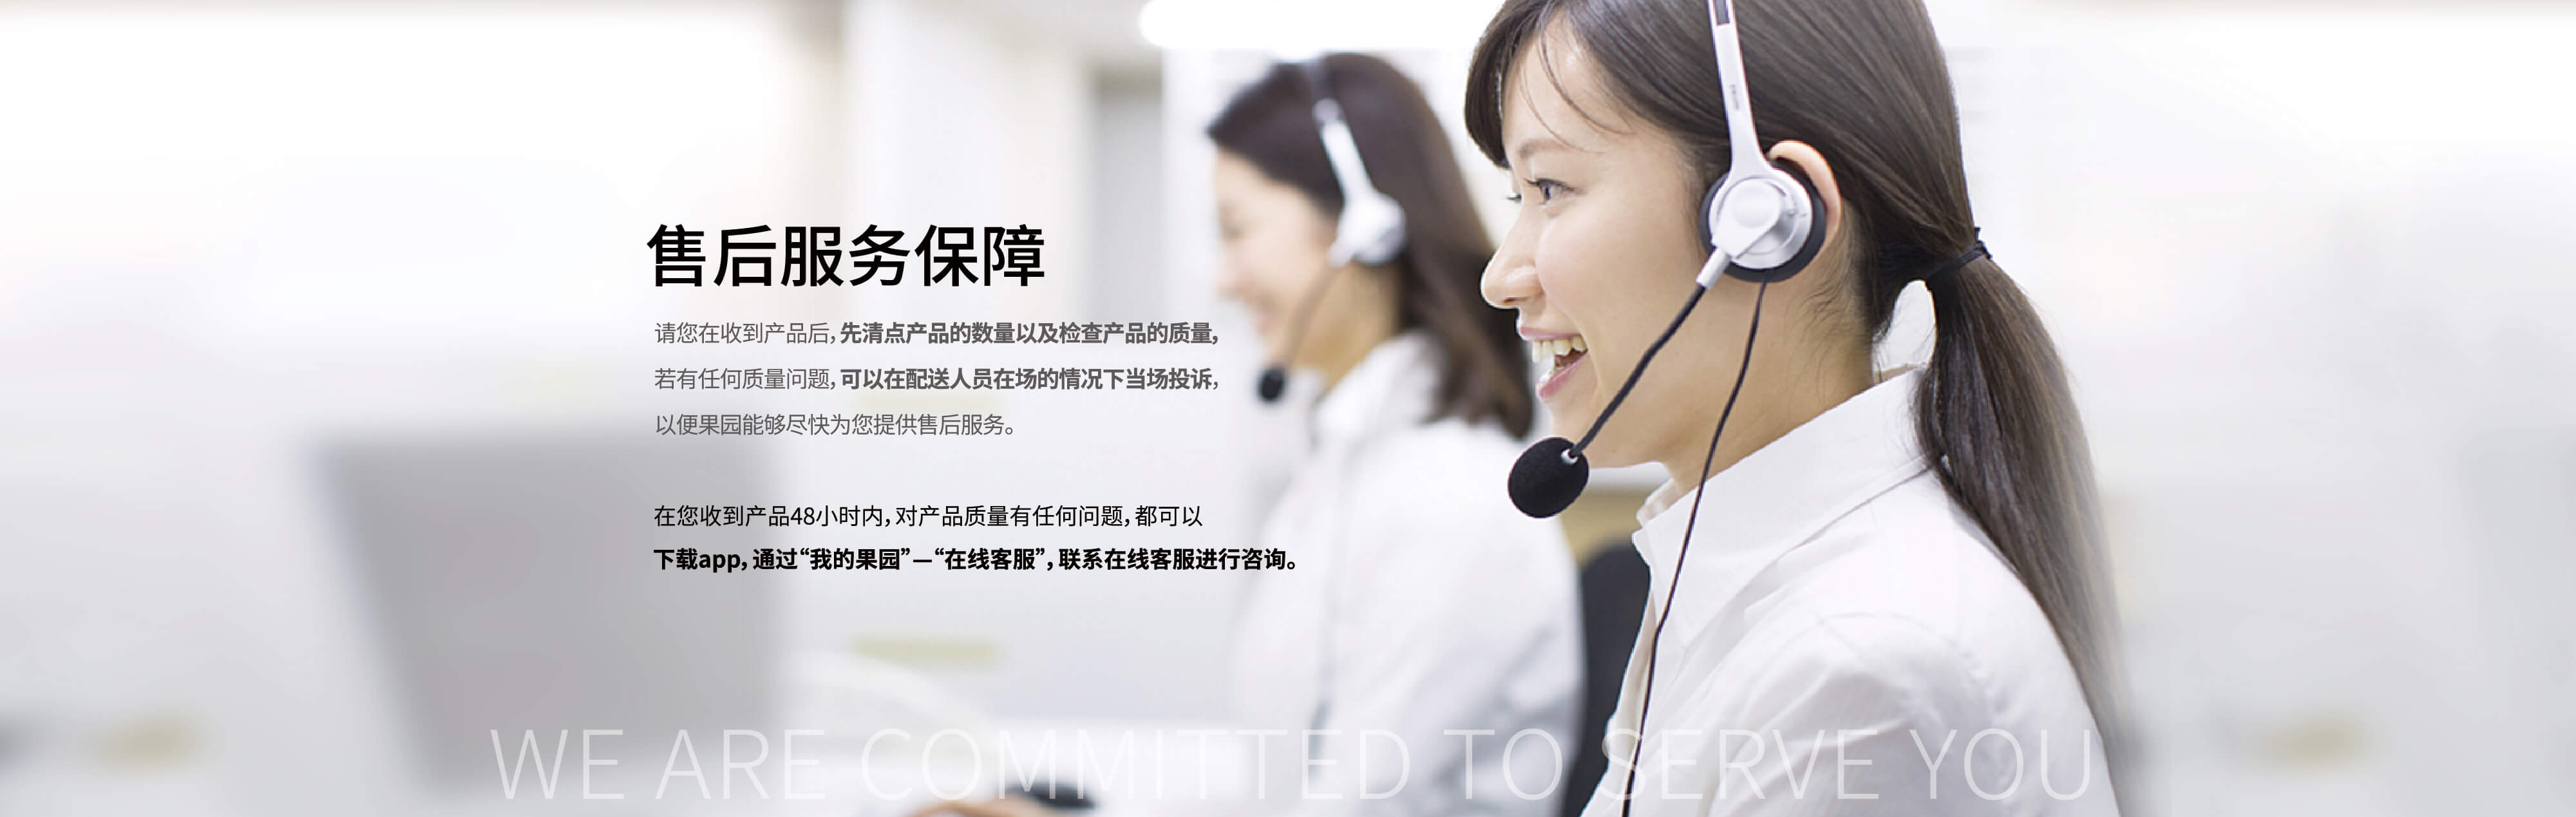 售后服务保障
请您在收到产品后，先清点产品的数量以及检查产品的质量，
若有任何质量问题，可以在配送人员在场的情况下当场投诉，
以便果园能够尽快为您提供售后服务。
在您收到产品48小时内，对产品质量有任何问题，都可以
下载app，通过“我的果园”—“在线客服”，联系在线客服进行咨询。
WE ARE COMMITTED TO SERVE YOU